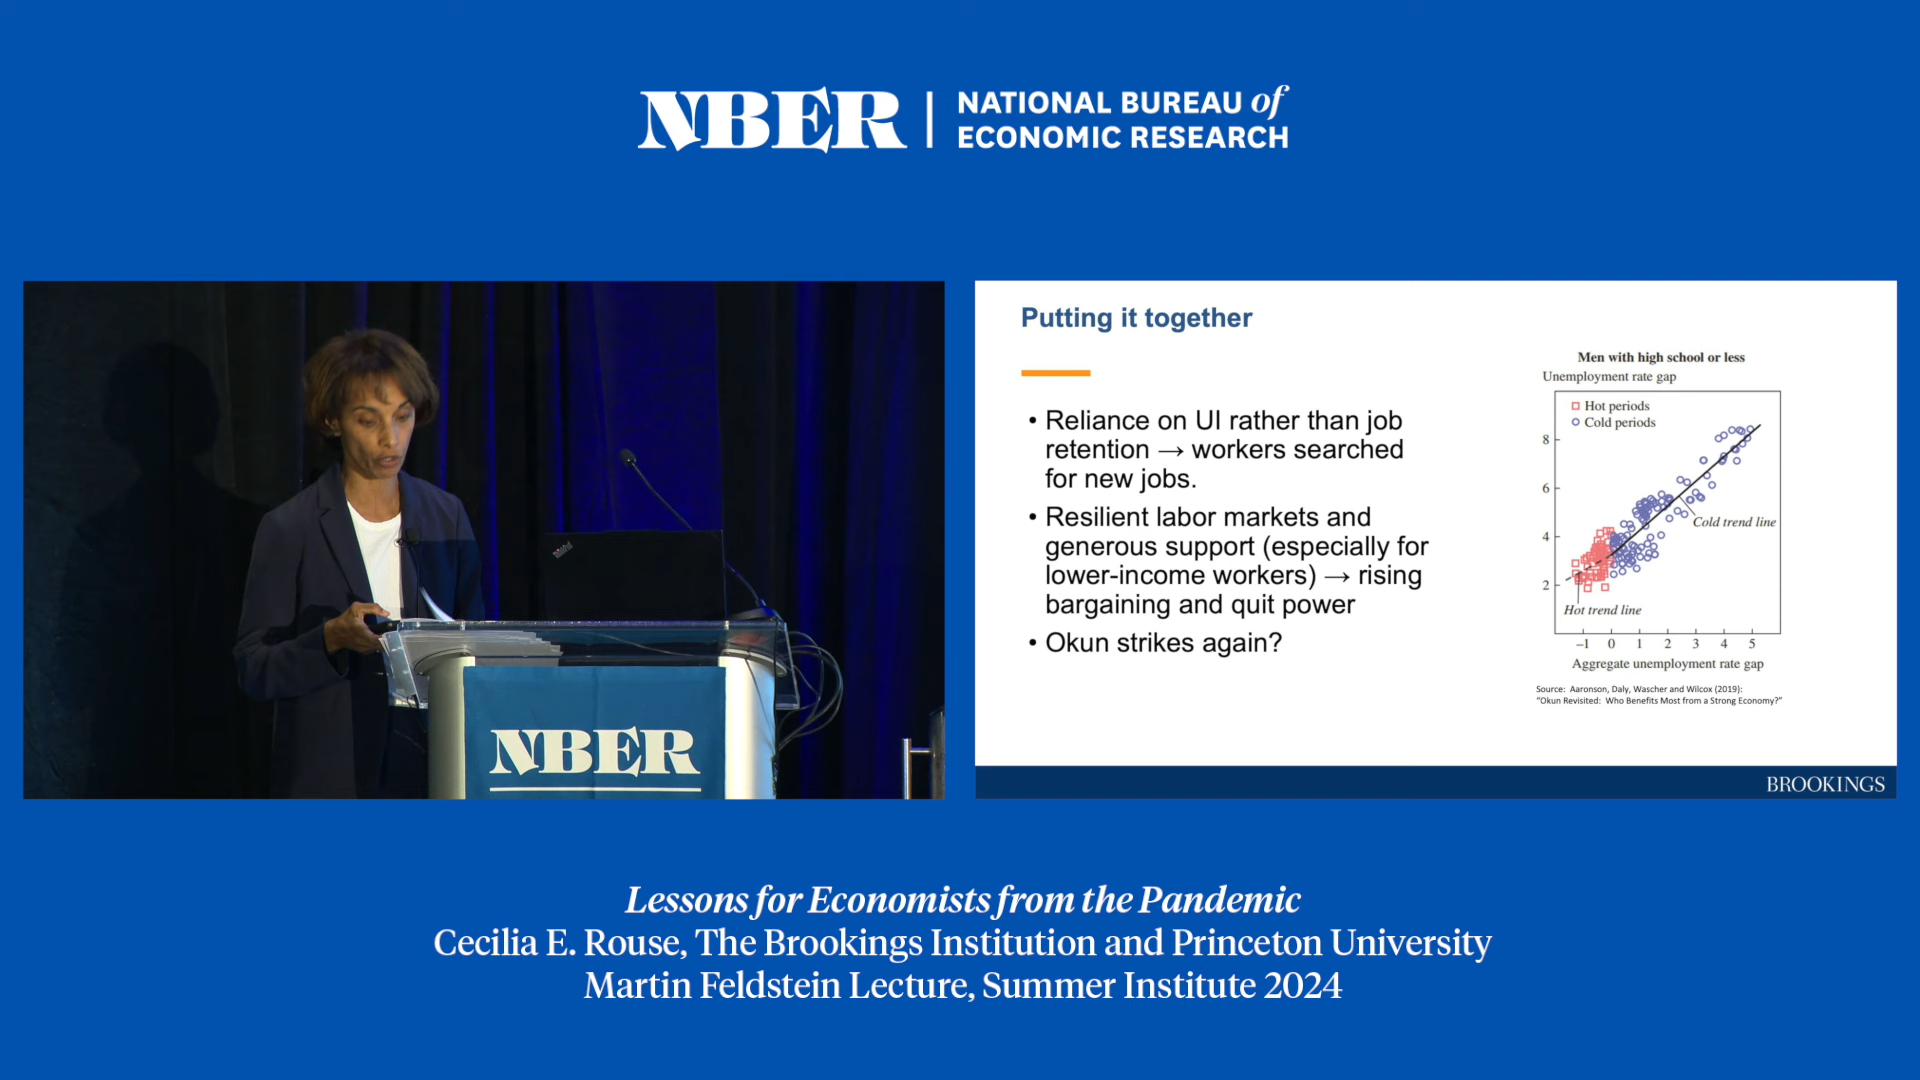 NBER
NATIONAL BUREAU of
ECONOMIC RESEARCH
ThinkPad
NBER
Putting it together
• Reliance on UI rather than job
retention → workers searched
for new jobs.
• Resilient labor markets and
generous support (especially for
lower-income workers) → rising
bargaining and quit power
• Okun strikes again?
Men with high school or less
Unemployment rate gap
Hot periods
Cold periods
8
6
4
2
Cold trend line
Hot trend line
–1 0 1 2 3 4 5
Aggregate unemployment rate gap
Source: Aaronson, Daly, Wascher and Wilcox (2019):
"Okun Revisited: Who Benefits Most from a Strong Economy?"
BROOKINGS
Lessons for Economists from the Pandemic
Cecilia E. Rouse, The Brookings Institution and Princeton University
Martin Feldstein Lecture, Summer Institute 2024